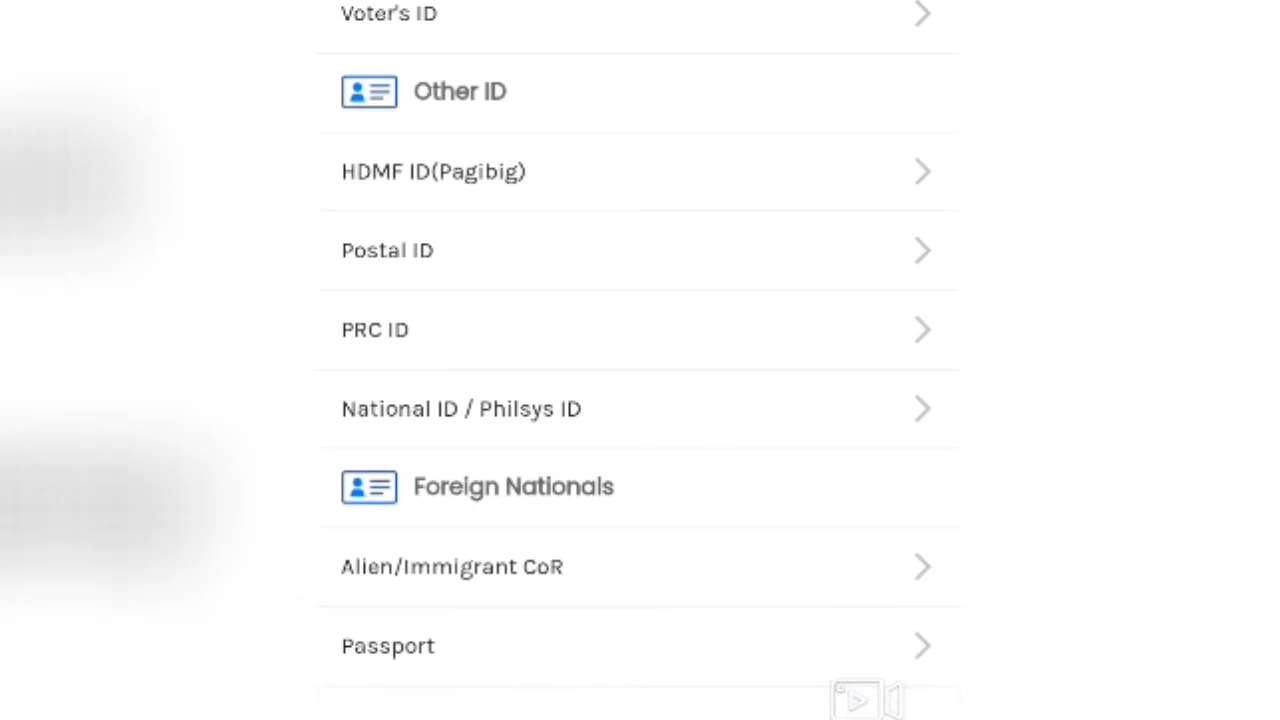 Voter's ID
Other ID
HDMF ID(Pagibig)
Postal ID
PRC ID
National ID / Philsys ID
Foreign Nationals
Alien/Immigrant CoR
Passport